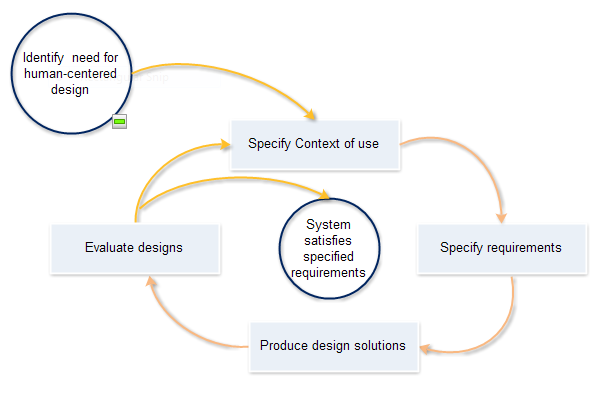 Identify need for
human-centered
design
Specify Context of use
System
satisfies
specified
requirements
Evaluate designs
Specify requirements
Produce design solutions